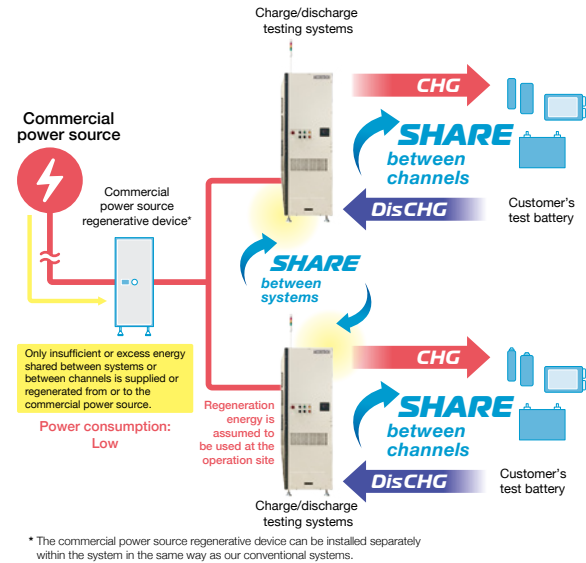 Charge/discharge
testing systems
CHG
SHARE
between
channels
DisCHG
Customer's
test battery
Commercial
power source
Commercial
power source
regenerative device*
SHARE
between
systems
Only insufficient or excess energy
shared between systems or
between channels is supplied or
regenerated from or to the
commercial power source.
Power consumption:
Low
Regeneration
energy is
assumed to
be used at the
operation site
CHG
SHARE
between
channels
DisCHG
Customer's
test battery
Charge/discharge
testing systems
* The commercial power source regenerative device can be installed separately
within the system in the same way as our conventional systems.